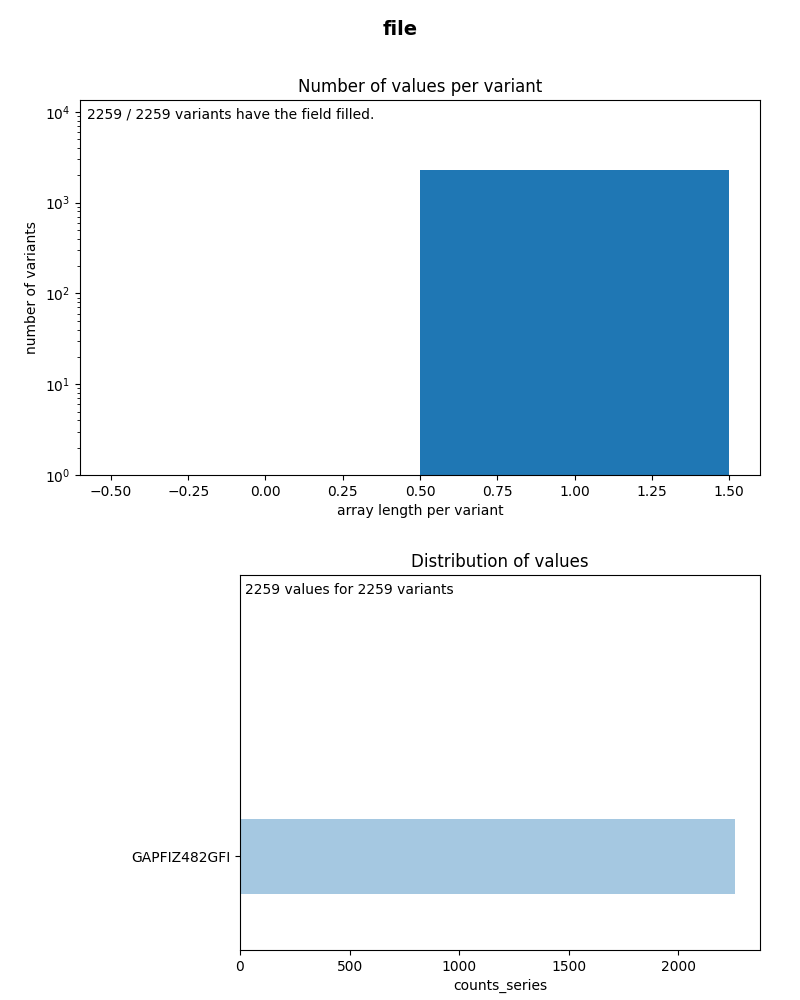 file
Number of values per variant
2259 / 2259 variants have the field filled.
10^4
10^3
10^2
10^1
10^0
number of variants
−0.50 −0.25 0.00 0.25 0.50 0.75 1.00 1.25 1.50
array length per variant
Distribution of values
2259 values for 2259 variants
GAPFIZ482GFI
0 500 1000 1500 2000
counts_series